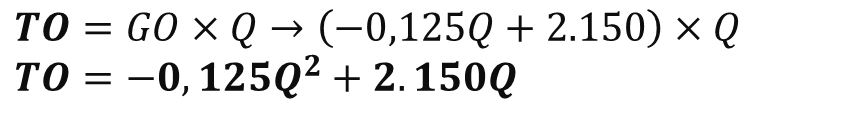 TO = GO × Q → (−0,125Q + 2.150) × Q
TO = −0,125Q² + 2.150Q